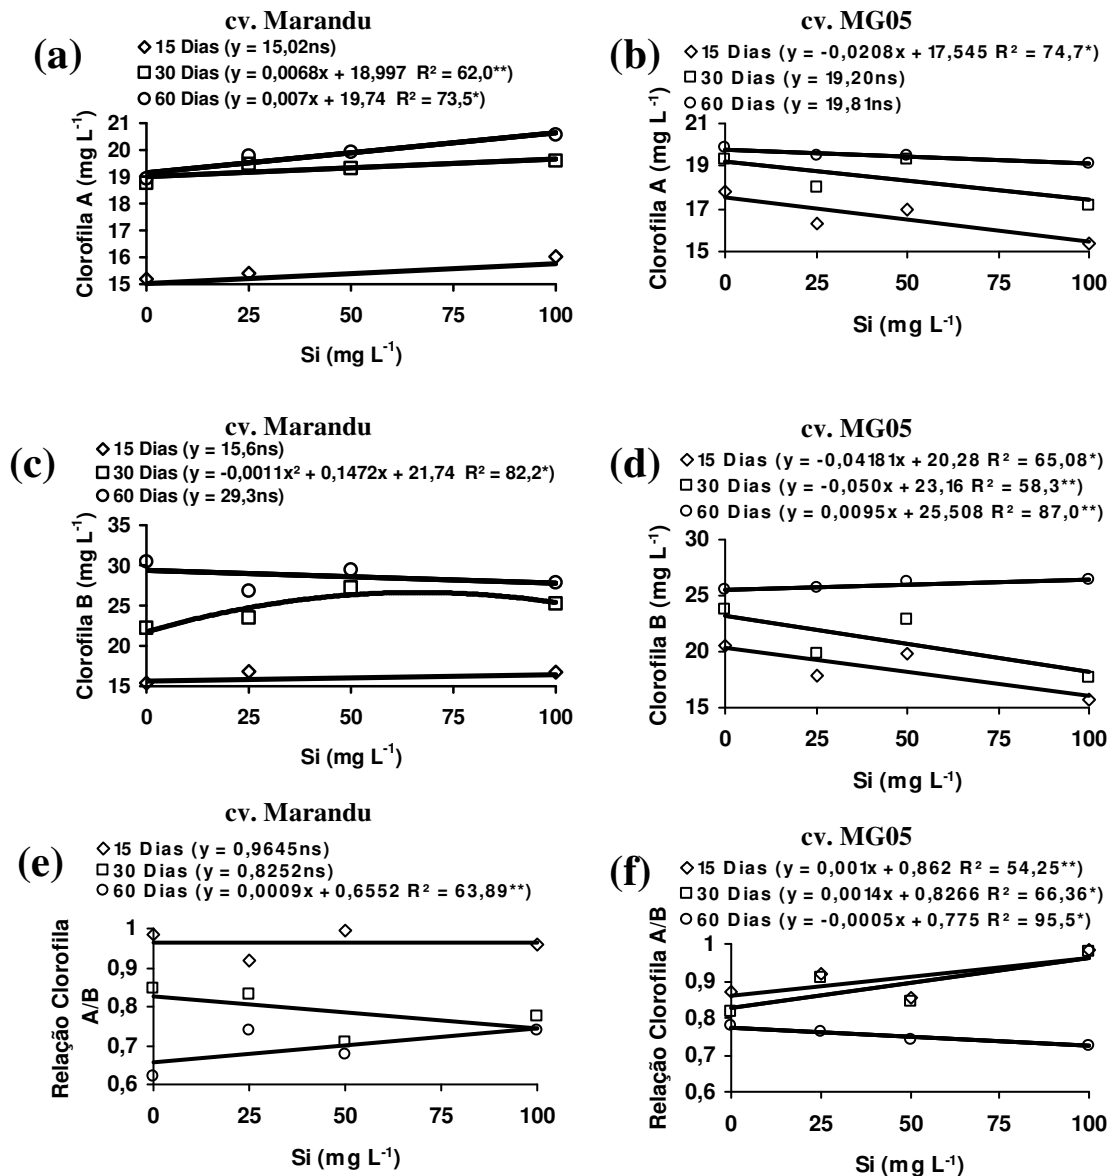 cv. Marandu
(a)
15 Dias (y = 15,02ns)
30 Dias (y = 0,0068x + 18,997 R² = 62,0**)
60 Dias (y = 0,007x + 19,74 R² = 73,5*)
Clorofila A (mg L⁻¹)
21
20
19
18
17
16
15
0 25 50 75 100
Si (mg L⁻¹)
cv. MG05
(b)
15 Dias (y = -0,0208x + 17,545 R² = 74,7*)
30 Dias (y = 19,20ns)
60 Dias (y = 19,81ns)
Clorofila A (mg L⁻¹)
21
19
17
15
0 25 50 75 100
Si (mg L⁻¹)
cv. Marandu
(c)
15 Dias (y = 15,6ns)
30 Dias (y = -0,0011x² + 0,1472x + 21,74 R² = 82,2*)
60 Dias (y = 29,3ns)
Clorofila B (mg L⁻¹)
35
30
25
20
15
0 25 50 75 100
Si (mg L⁻¹)
cv. MG05
(d)
15 Dias (y = -0,04181x + 20,28 R² = 65,08*)
30 Dias (y = -0,050x + 23,16 R² = 58,3**)
60 Dias (y = 0,0095x + 25,508 R² = 87,0**)
Clorofila B (mg L⁻¹)
30
25
20
15
0 25 50 75 100
Si (mg L⁻¹)
cv. Marandu
(e)
15 Dias (y = 0,9645ns)
30 Dias (y = 0,8252ns)
60 Dias (y = 0,0009x + 0,6552 R² = 63,89**)
Relação Clorofila
A/B
1
0,9
0,8
0,7
0,6
0 25 50 75 100
Si (mg L⁻¹)
cv. MG05
(f)
15 Dias (y = 0,001x + 0,862 R² = 54,25**)
30 Dias (y = 0,0014x + 0,8266 R² = 66,36*)
60 Dias (y = -0,0005x + 0,775 R² = 95,5*)
Relação Clorofila A/B
1
0,9
0,8
0,7
0,6
0 25 50 75 100
Si (mg L⁻¹)